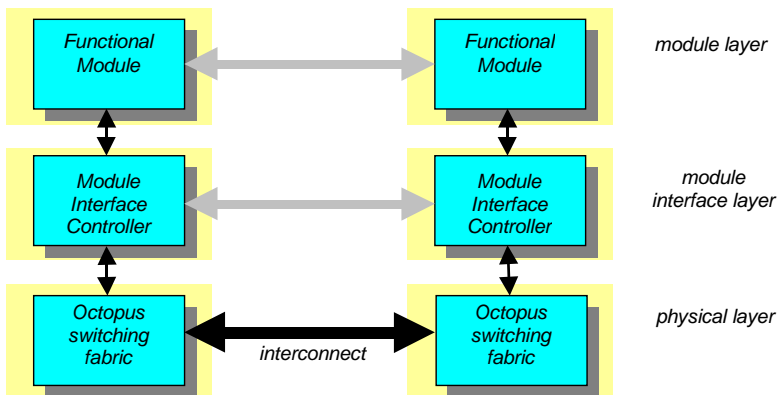 Functional
Module
Functional
Module
module layer
Module
Interface
Controller
Module
Interface
Controller
module
interface layer
Octopus
switching
fabric
interconnect
Octopus
switching
fabric
physical layer